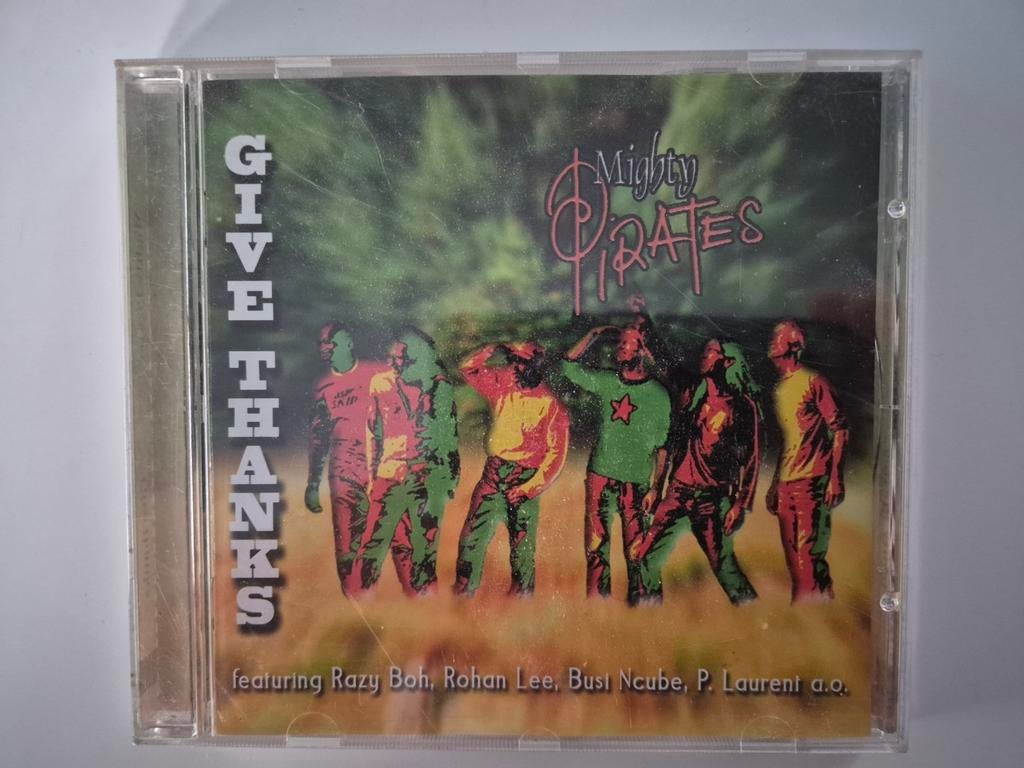 GIVE THANKS
Mighty
PIRATES
featuring Razy Boh, Rohan Lee, Busi Ncube, P. Laurent a.o.